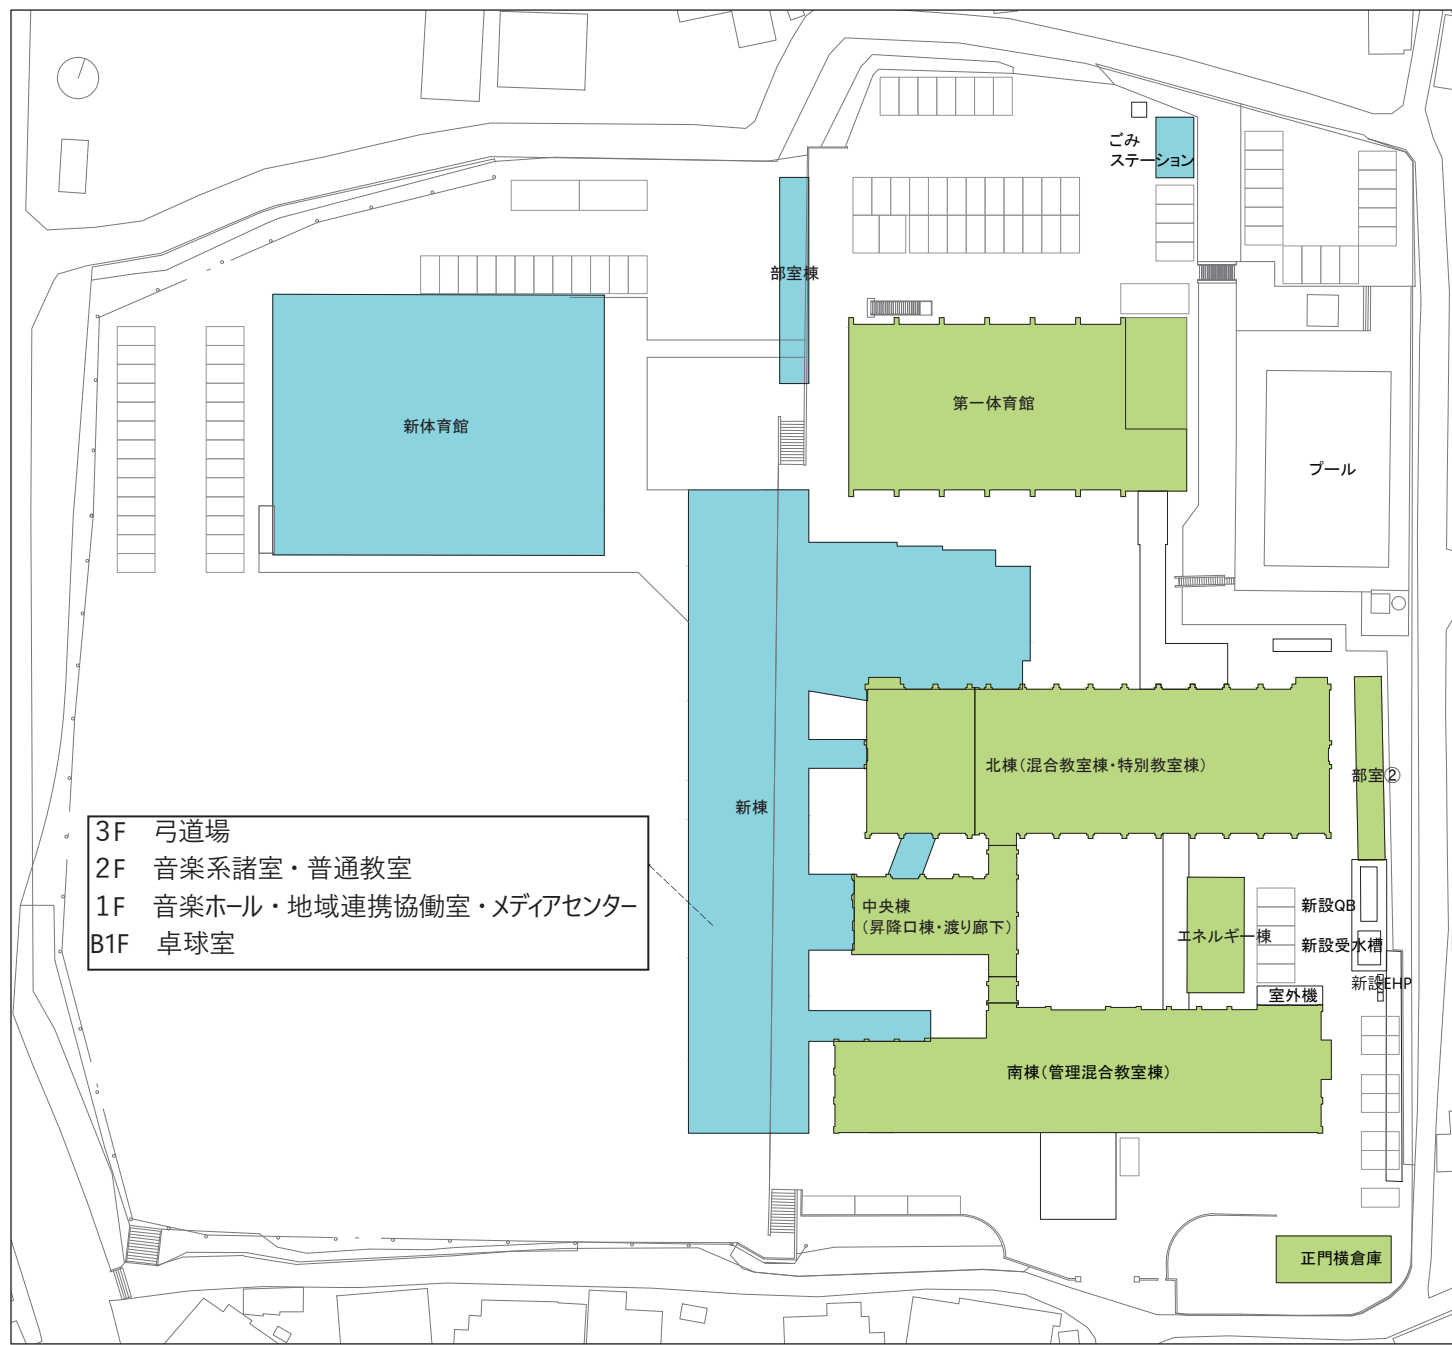 ごみ
ステーション
部室棟
第一体育館
新体育館
プール
北棟(混合教室棟・特別教室棟)
部室②
新棟
3F 弓道場
2F 音楽系諸室・普通教室
1F 音楽ホール・地域連携協働室・メディアセンター
B1F 卓球室
中央棟
(昇降口棟・渡り廊下)
エネルギー棟
新設QB
新設受水槽
新設EHP
室外機
南棟(管理混合教室棟)
正門横倉庫